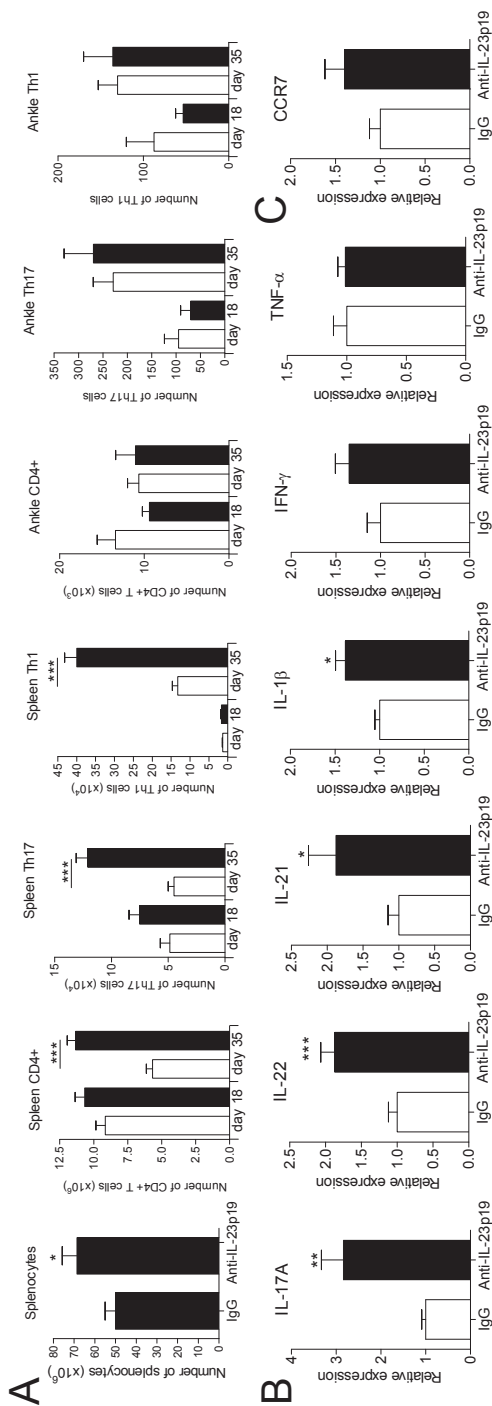 A
Splenocytes
Number of splenocytes (x10⁶)
80
70
60
50
40
30
20
10
0
*
IgG
Anti-IL-23p19
Spleen CD4+
Number of CD4+ T cells (x10⁶)
12.5
10.0
7.5
5.0
2.5
0.0
***
day 18
day 35
Spleen Th17
Number of Th17 cells (x10⁴)
15
10
5
0
***
day 18
day 35
Spleen Th1
Number of Th1 cells (x10⁴)
45
40
35
30
25
20
15
10
5
0
***
day 18
day 35
Ankle CD4+
Number of CD4+ T cells (x10³)
20
10
0
day 18
day 35
Ankle Th17
Number of Th17 cells
350
300
250
200
150
100
50
0
day 18
day 35
Ankle Th1
Number of Th1 cells
200
100
0
day 18
day 35
B
IL-17A
Relative expression
4
3
2
1
0
**
IgG
Anti-IL-23p19
IL-22
Relative expression
2.5
2.0
1.5
1.0
0.5
0.0
***
IgG
Anti-IL-23p19
IL-21
Relative expression
2.5
2.0
1.5
1.0
0.5
0.0
*
IgG
Anti-IL-23p19
IL-1β
Relative expression
2.0
1.5
1.0
0.5
0.0
*
IgG
Anti-IL-23p19
IFN-γ
Relative expression
2.0
1.5
1.0
0.5
0.0
IgG
Anti-IL-23p19
TNF-α
Relative expression
1.5
1.0
0.5
0.0
IgG
Anti-IL-23p19
C
CCR7
Relative expression
2.0
1.5
1.0
0.5
0.0
IgG
Anti-IL-23p19